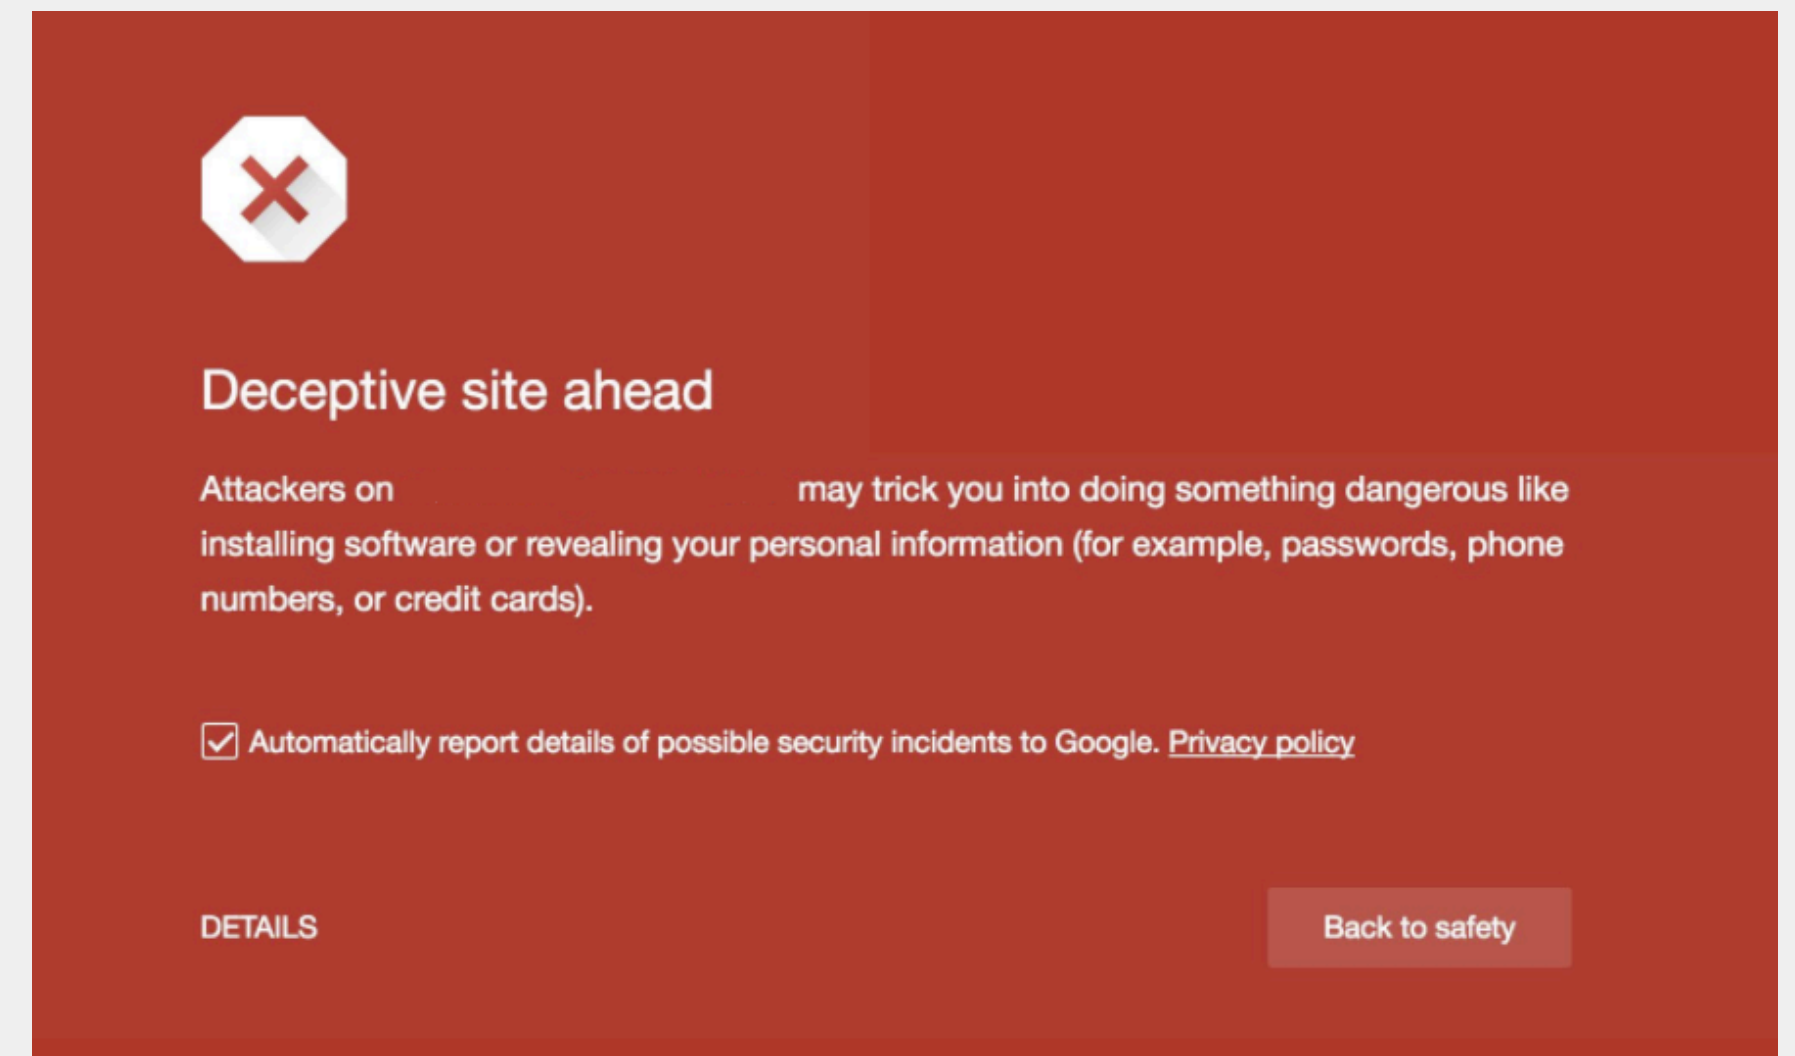 Deceptive site ahead
Attackers on may trick you into doing something dangerous like
installing software or revealing your personal information (for example, passwords, phone
numbers, or credit cards).
Automatically report details of possible security incidents to Google. Privacy policy
DETAILS
Back to safety